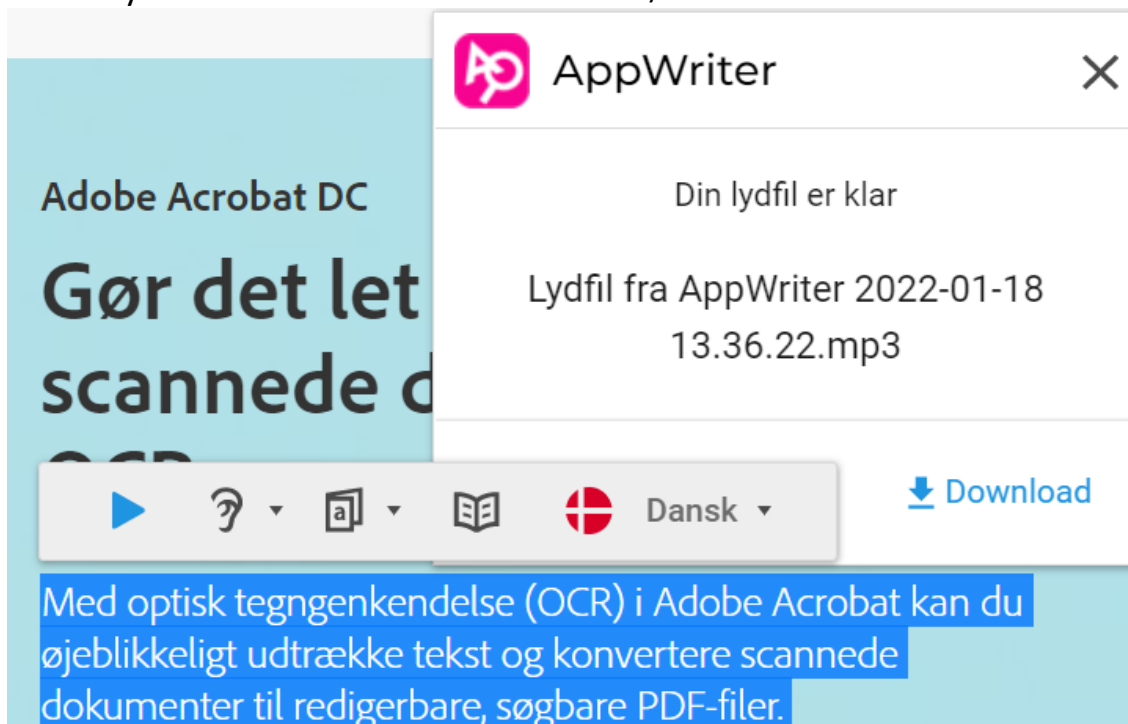 AppWriter
Din lydfil er klar
Lydfil fra AppWriter 2022-01-18
13.36.22.mp3
Download
Adobe Acrobat DC
Gør det let
scannede
a
Dansk
Med optisk tegngenkendelse (OCR) i Adobe Acrobat kan du
øjeblikkeligt udtrække tekst og konvertere scannede
dokumenter til redigerbare, søgbare PDF-filer.